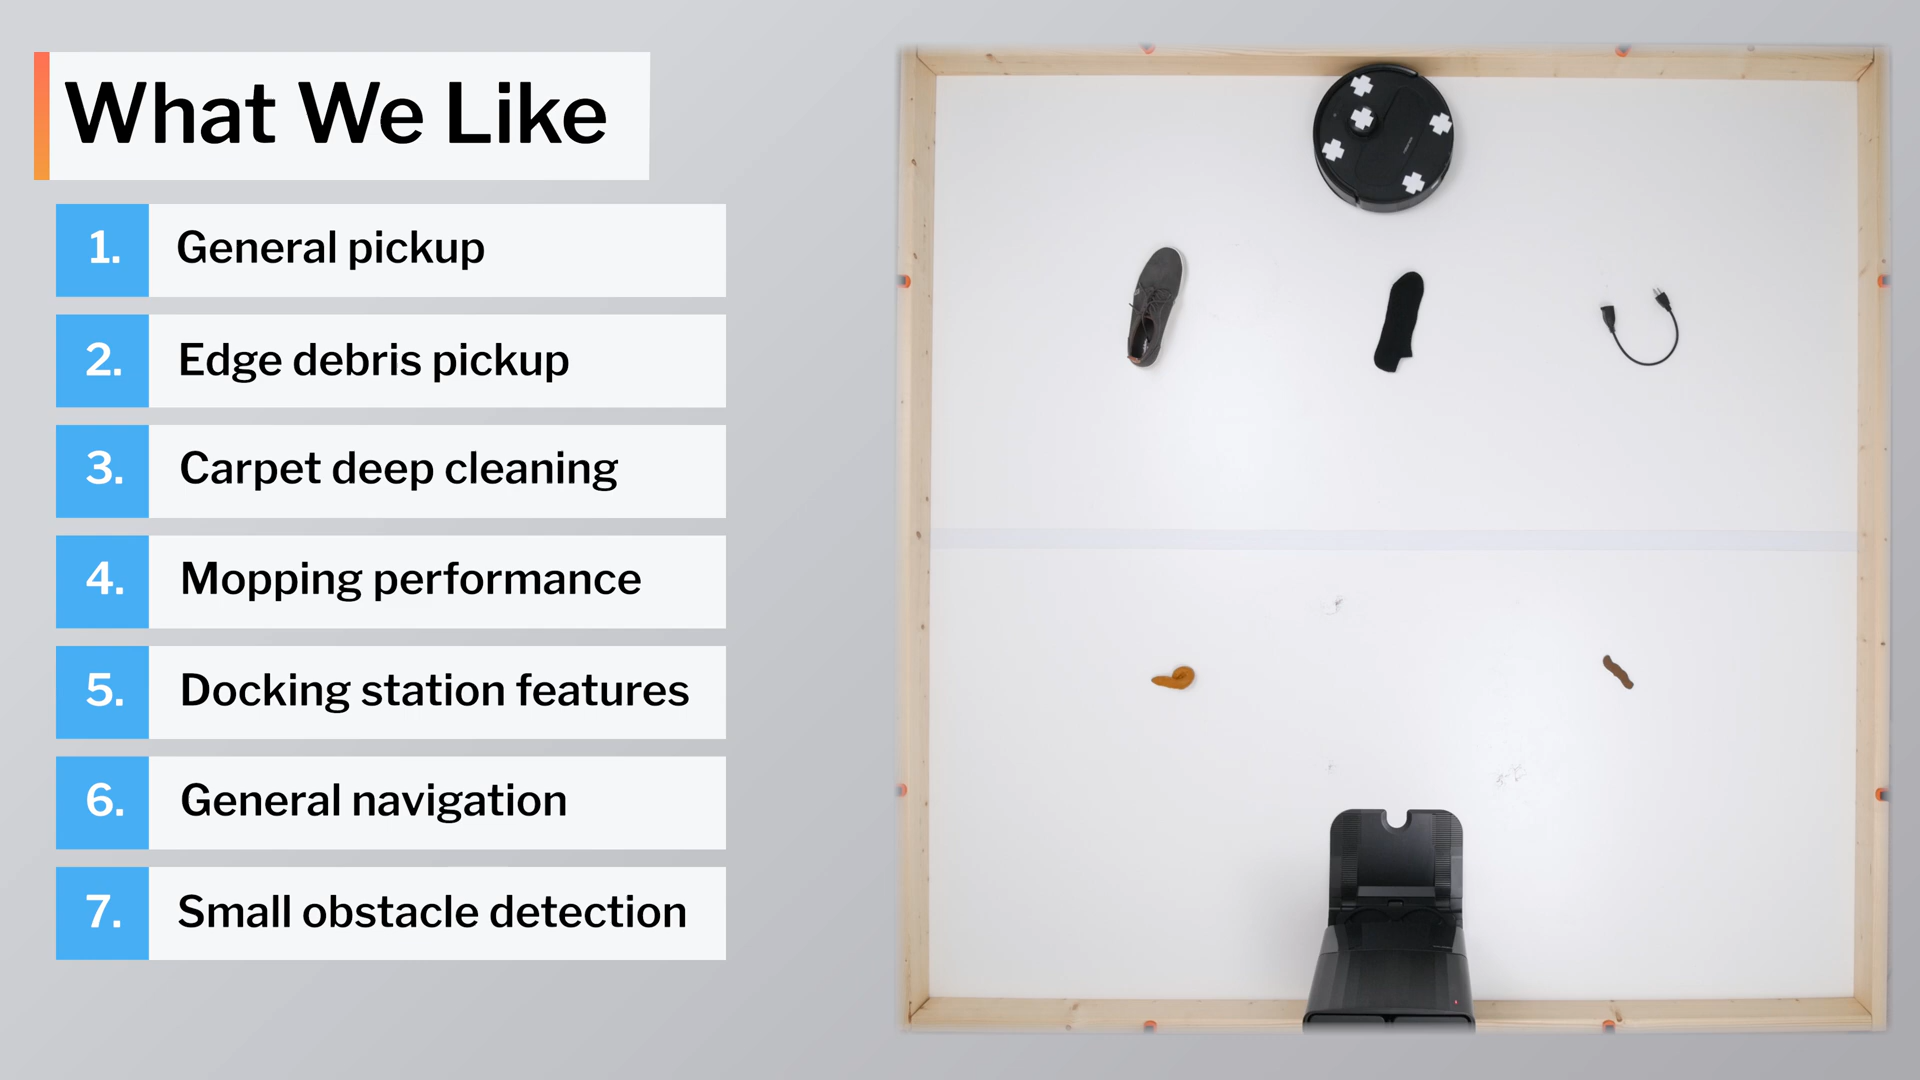 What We Like
1. General pickup
2. Edge debris pickup
3. Carpet deep cleaning
4. Mopping performance
5. Docking station features
6. General navigation
7. Small obstacle detection